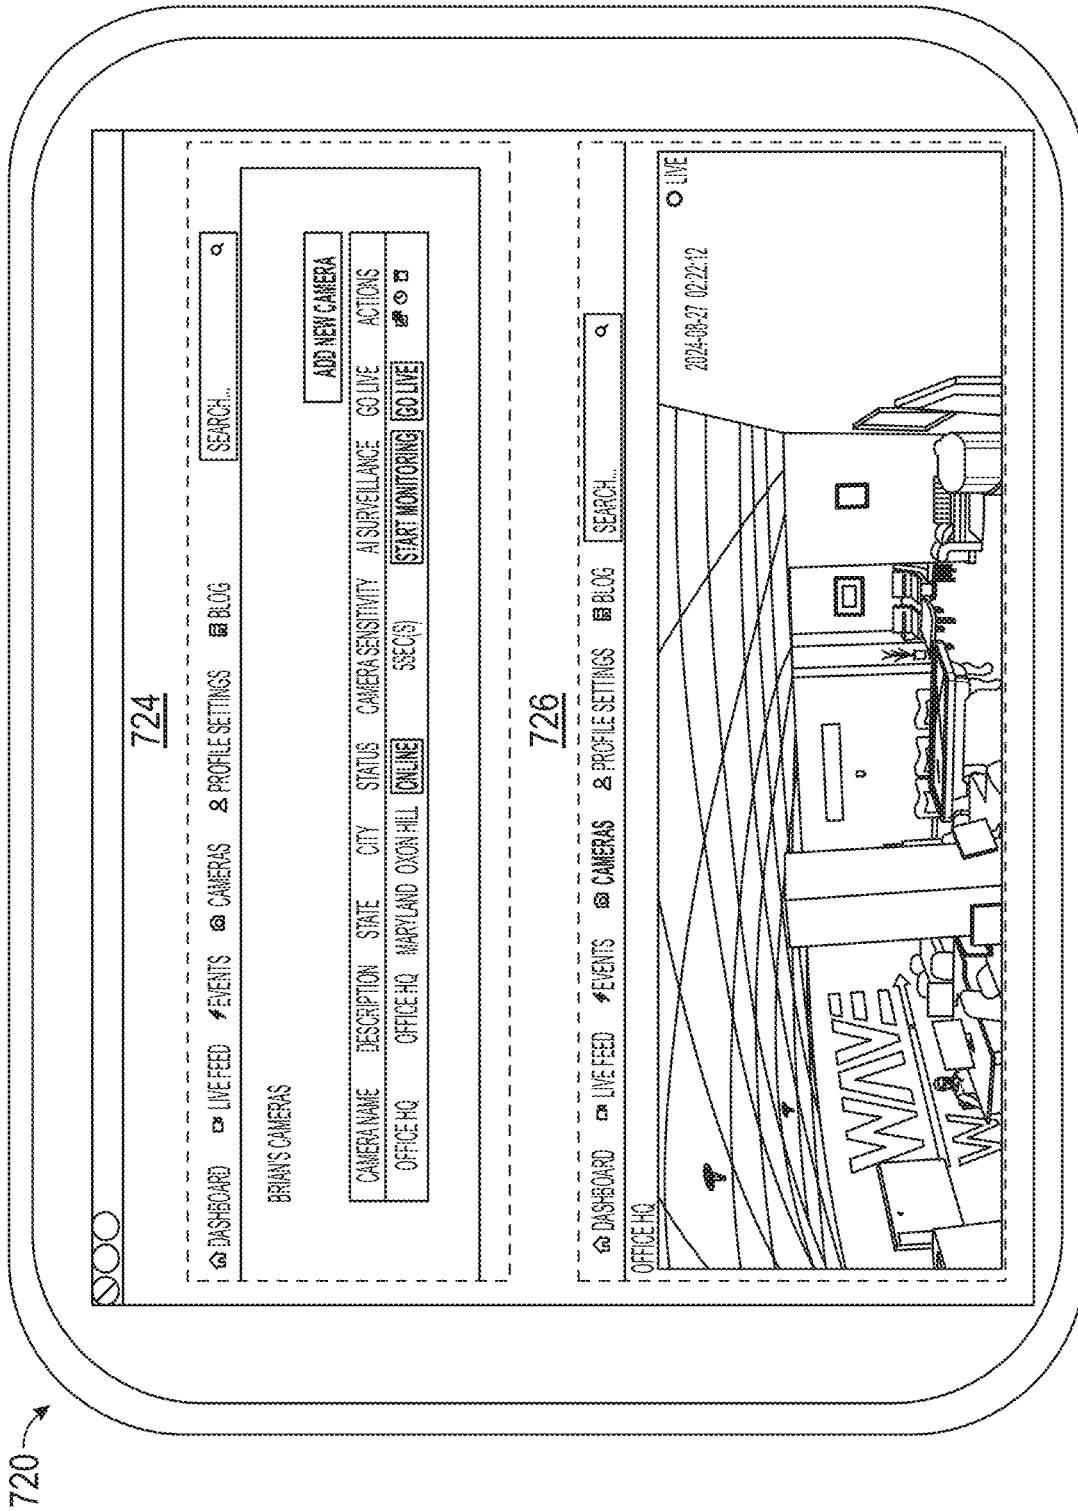 720
724
DASHBOARD LIVE FEED EVENTS CAMERAS PROFILE SETTINGS BLOG SEARCH...
BRIAN'S CAMERAS
ADD NEW CAMERA
CAMERA NAME DESCRIPTION STATE CITY STATUS CAMERA SENSITIVITY AI SURVEILLANCE GO LIVE ACTIONS
OFFICE HQ OFFICE HQ MARYLAND OXON HILL ONLINE 5SEC(S) START MONITORING GO LIVE
726
DASHBOARD LIVE FEED EVENTS CAMERAS PROFILE SETTINGS BLOG SEARCH...
OFFICE HQ
LIVE
2024-08-27 02:22:12
WAVE